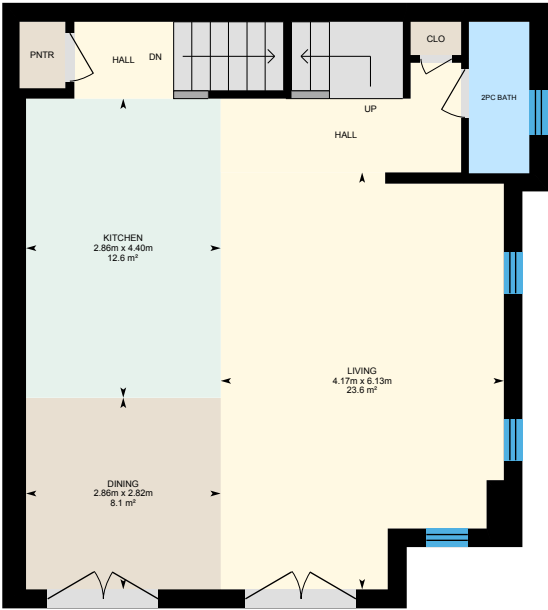 PNTR
HALL
DN
CLO
2PC BATH
UP
HALL
KITCHEN
2.86m x 4.40m
12.6 m²
LIVING
4.17m x 6.13m
23.6 m²
DINING
2.86m x 2.82m
8.1 m²